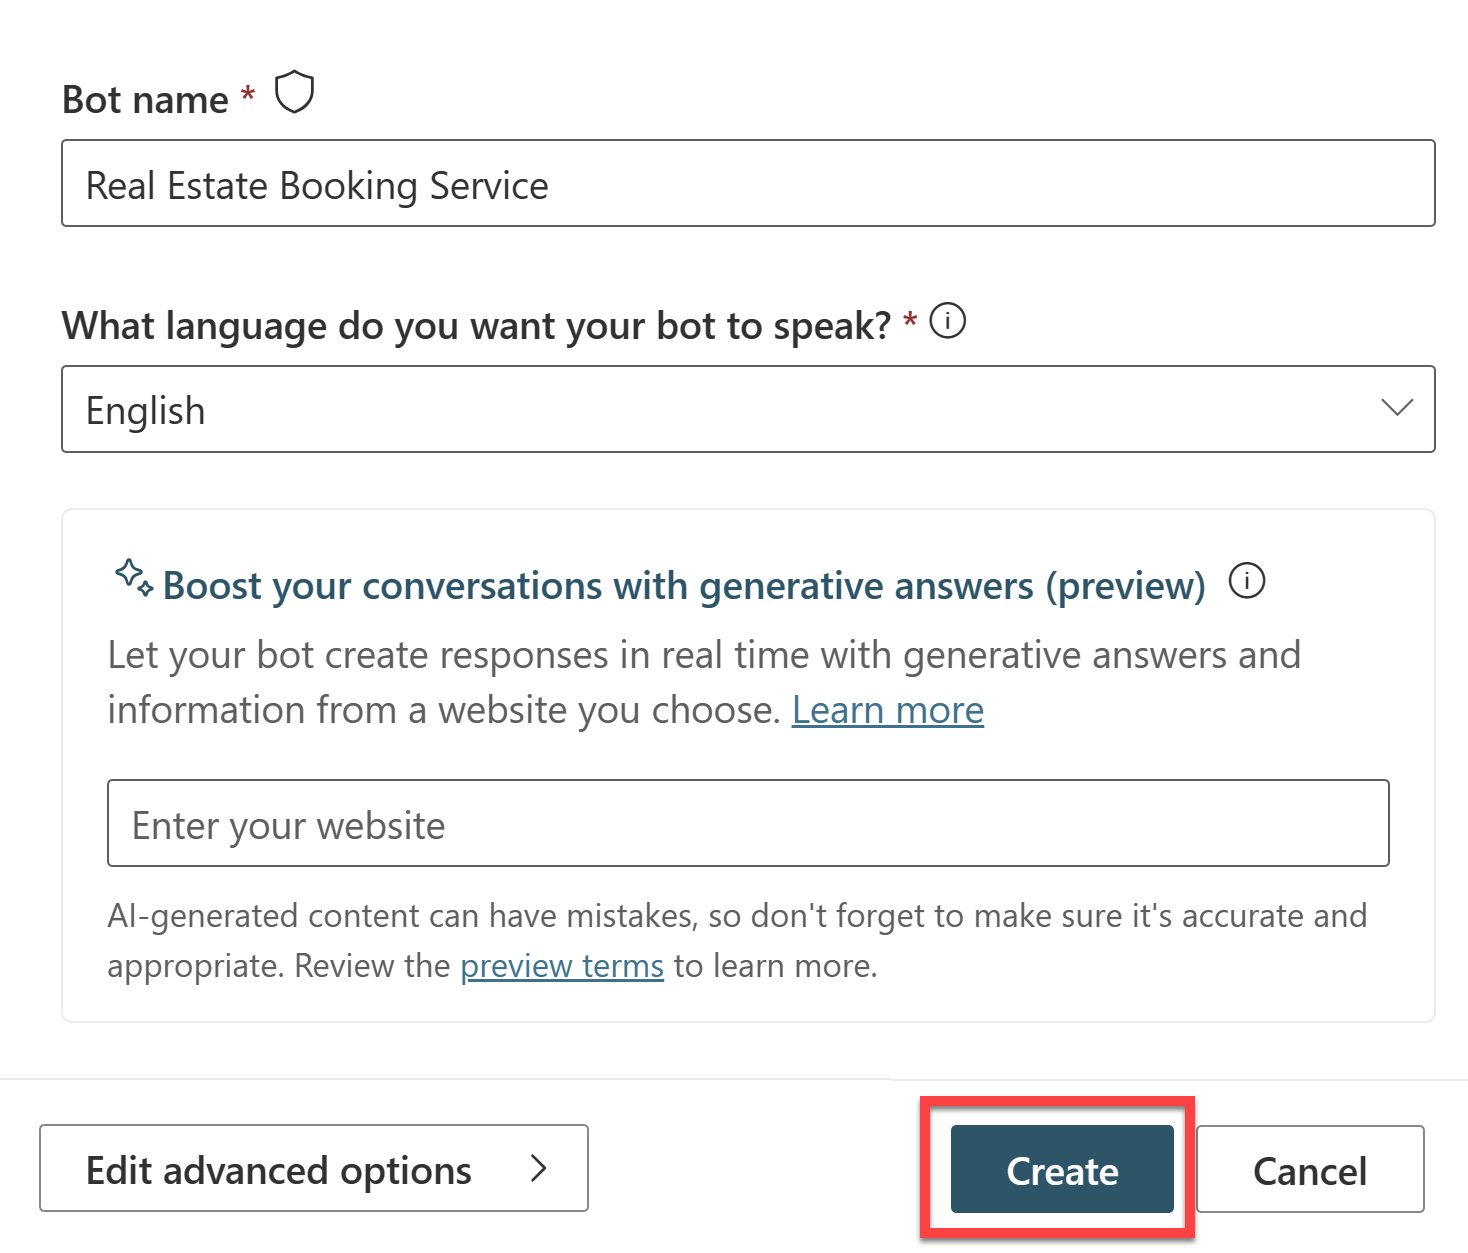 Bot name *
Real Estate Booking Service
What language do you want your bot to speak? *
English
Boost your conversations with generative answers (preview)
Let your bot create responses in real time with generative answers and
information from a website you choose. Learn more
Enter your website
AI-generated content can have mistakes, so don't forget to make sure it's accurate and
appropriate. Review the preview terms to learn more.
Edit advanced options
Create
Cancel